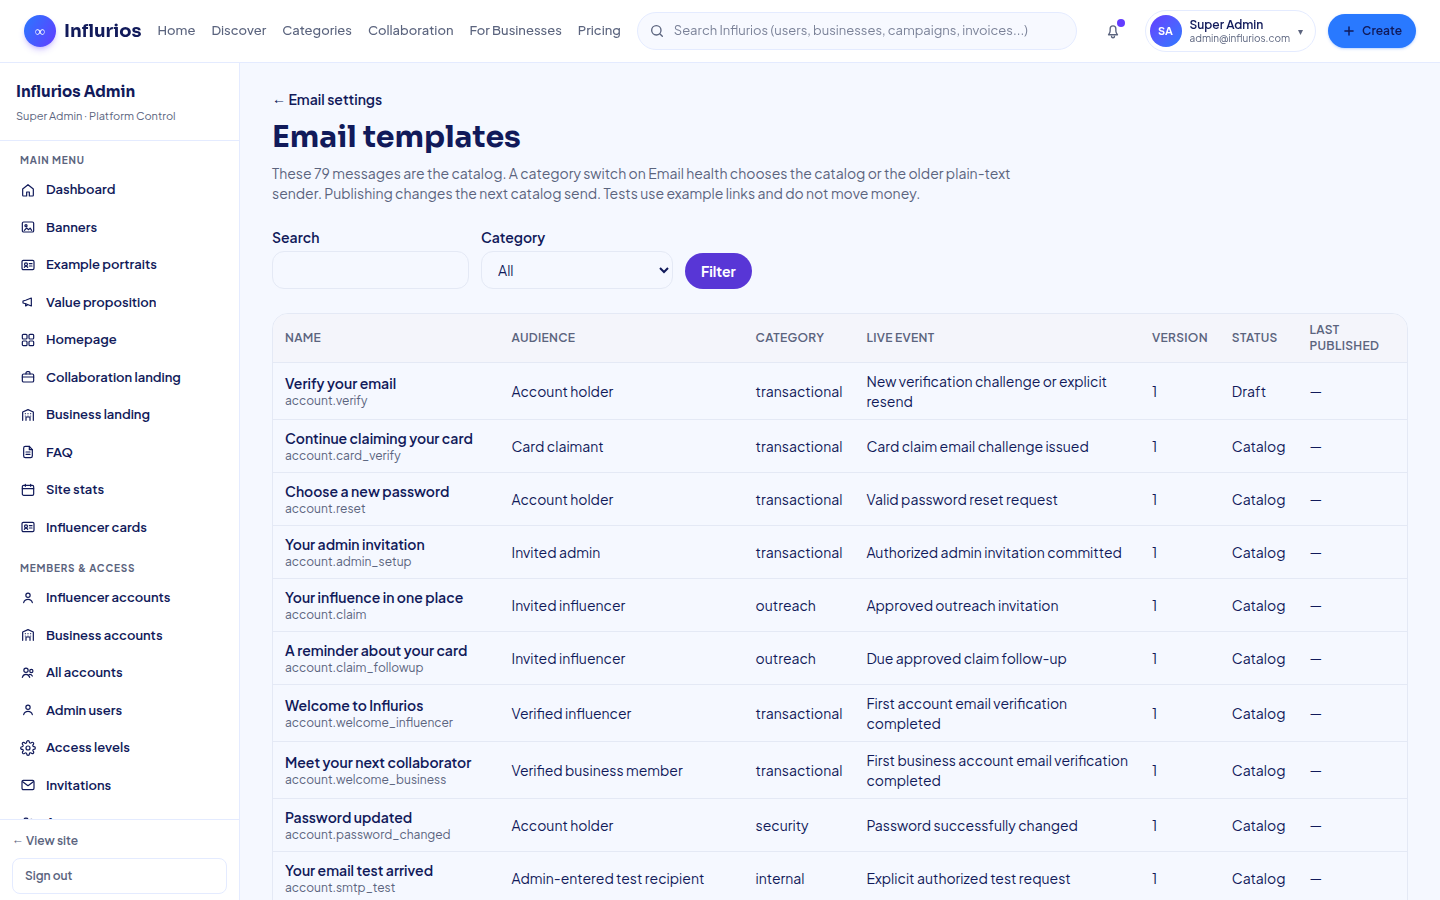 ∞ Influrios Home Discover Categories Collaboration For Businesses Pricing Search Influrios (users, businesses, campaigns, invoices...) SA Super Admin admin@influrios.com ▾ + Create
Influrios Admin
Super Admin · Platform Control
MAIN MENU
Dashboard
Banners
Example portraits
Value proposition
Homepage
Collaboration landing
Business landing
FAQ
Site stats
Influencer cards
MEMBERS & ACCESS
Influencer accounts
Business accounts
All accounts
Admin users
Access levels
Invitations
← View site
Sign out
← Email settings
Email templates
These 79 messages are the catalog. A category switch on Email health chooses the catalog or the older plain-text
sender. Publishing changes the next catalog send. Tests use example links and do not move money.
Search Category
All Filter
NAME AUDIENCE CATEGORY LIVE EVENT VERSION STATUS LAST PUBLISHED
Verify your email
account.verify
Account holder transactional New verification challenge or explicit resend 1 Draft —
Continue claiming your card
account.card_verify
Card claimant transactional Card claim email challenge issued 1 Catalog —
Choose a new password
account.reset
Account holder transactional Valid password reset request 1 Catalog —
Your admin invitation
account.admin_setup
Invited admin transactional Authorized admin invitation committed 1 Catalog —
Your influence in one place
account.claim
Invited influencer outreach Approved outreach invitation 1 Catalog —
A reminder about your card
account.claim_followup
Invited influencer outreach Due approved claim follow-up 1 Catalog —
Welcome to Influrios
account.welcome_influencer
Verified influencer transactional First account email verification completed 1 Catalog —
Meet your next collaborator
account.welcome_business
Verified business member transactional First business account email verification completed 1 Catalog —
Password updated
account.password_changed
Account holder security Password successfully changed 1 Catalog —
Your email test arrived
account.smtp_test
Admin-entered test recipient internal Explicit authorized test request 1 Catalog —